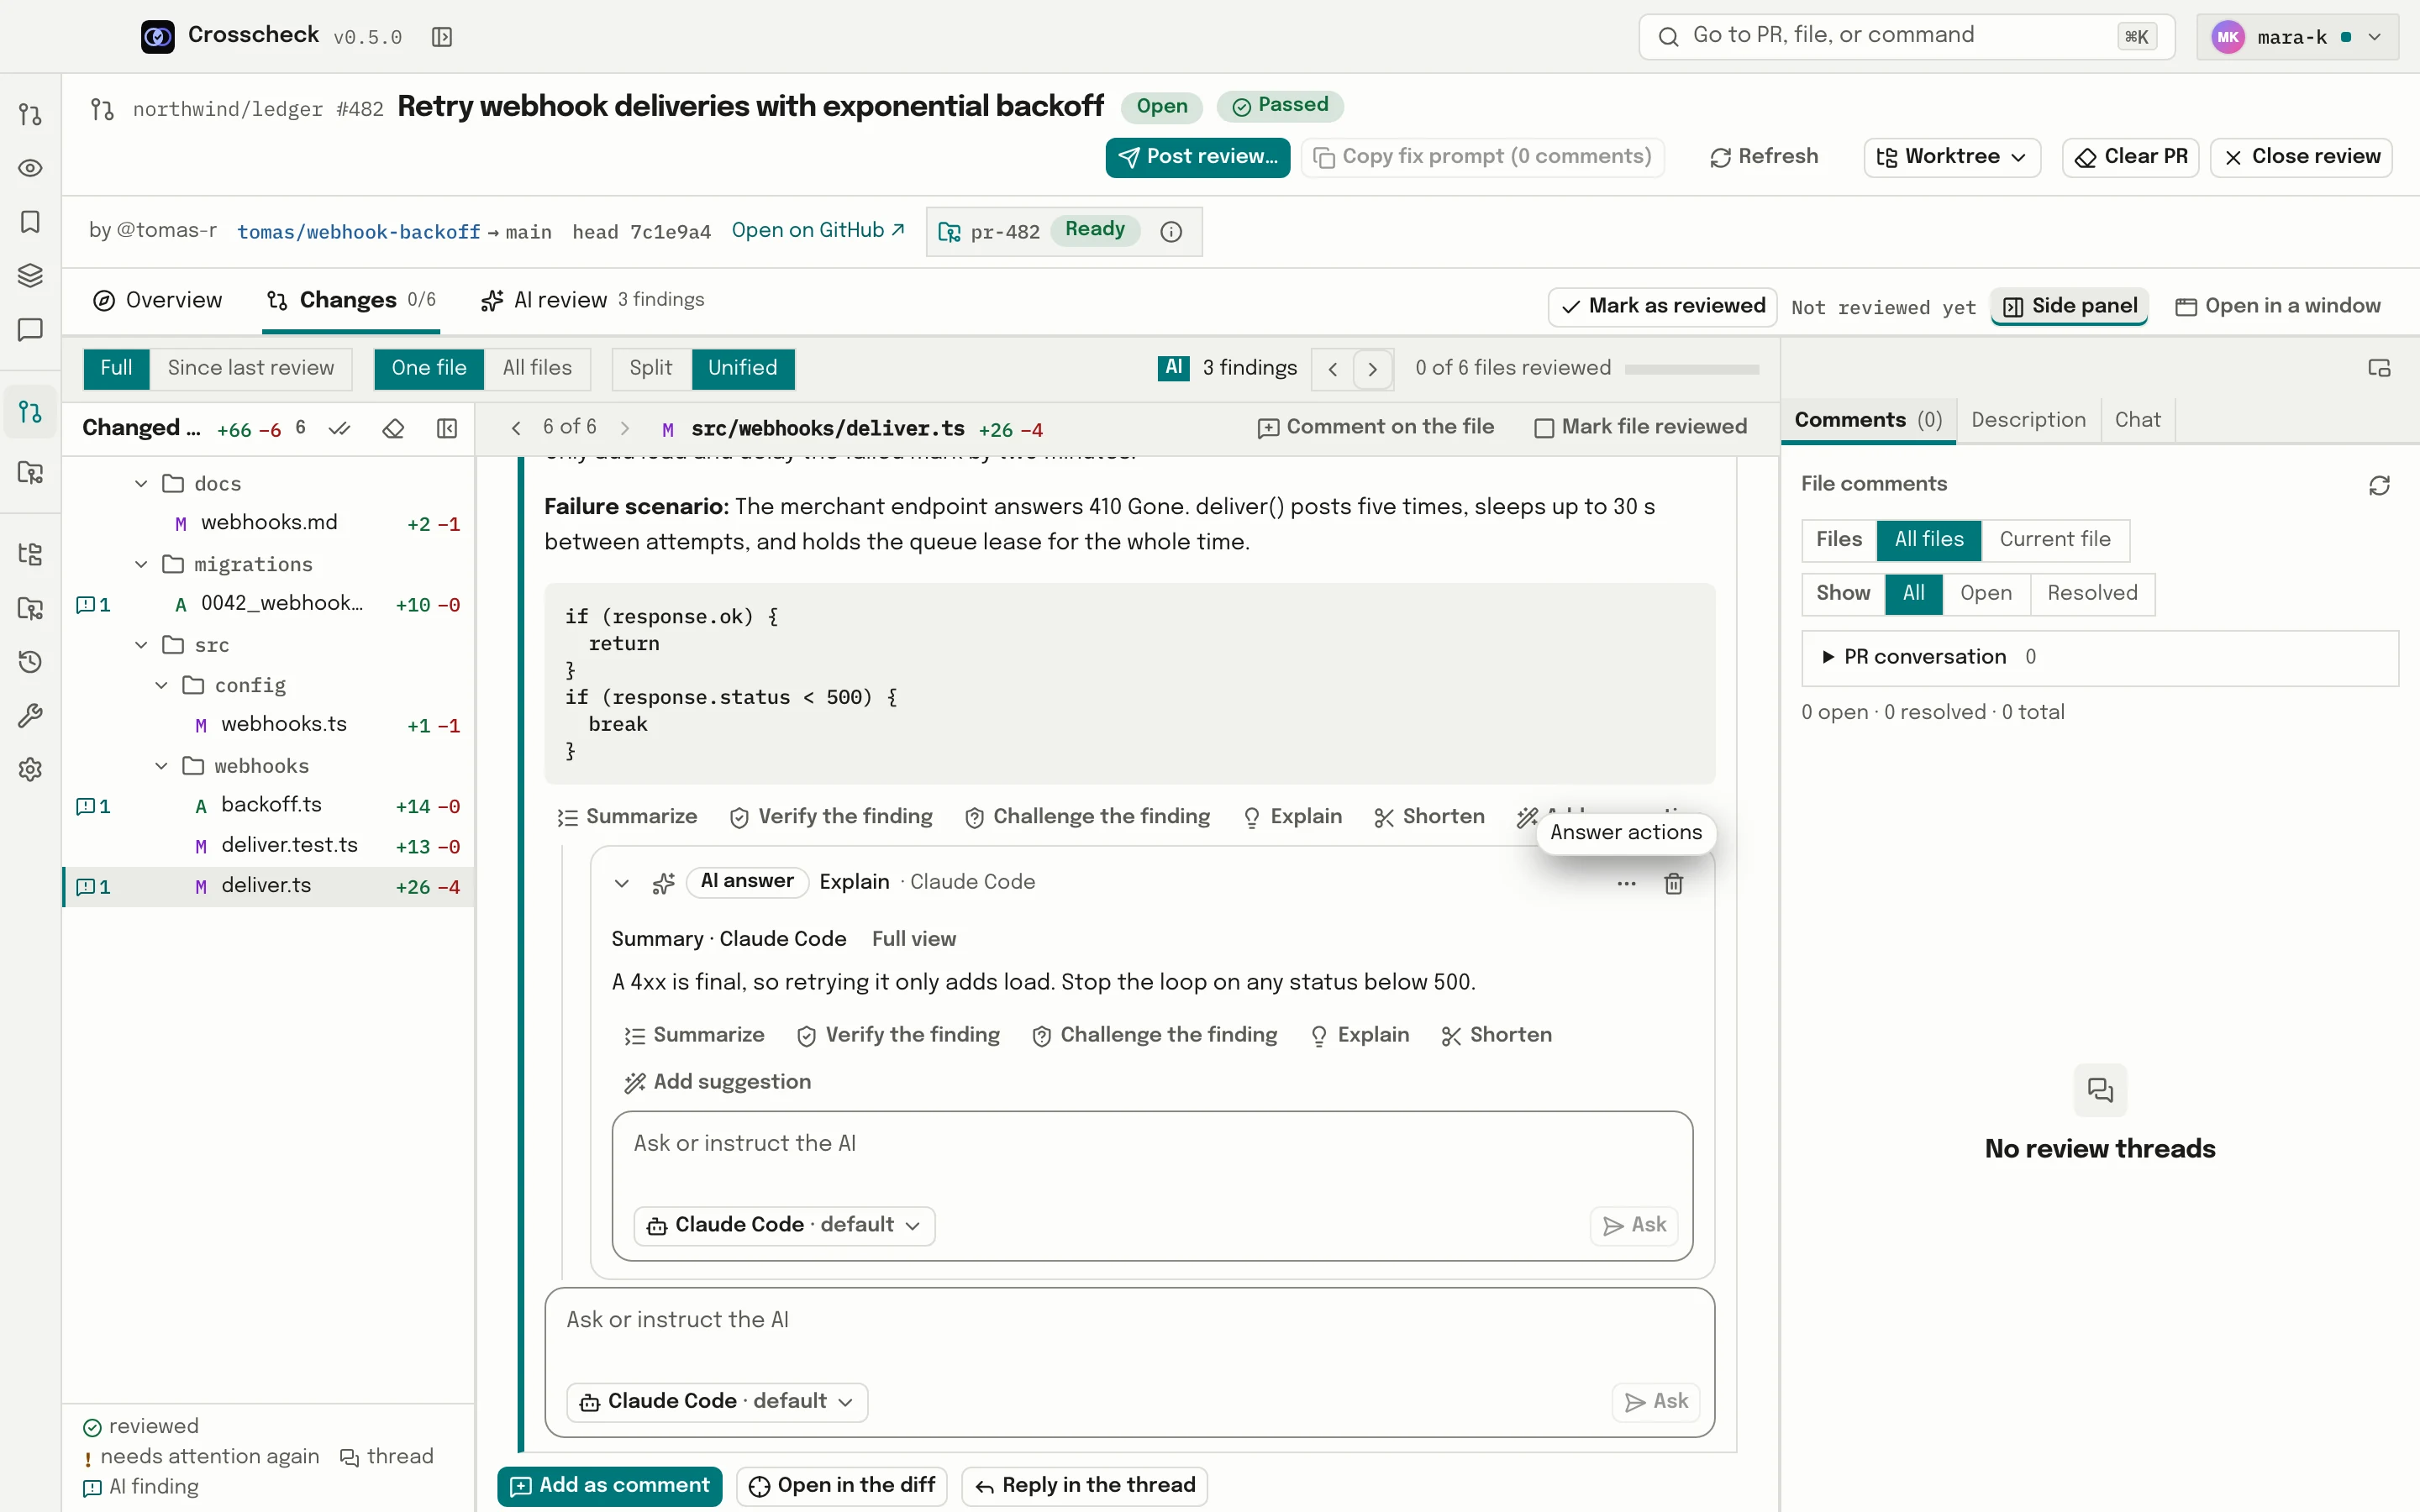 Crosscheck v0.5.0
Go to PR, file, or command ⌘K
MK mara-k
northwind/ledger #482 Retry webhook deliveries with exponential backoff Open Passed
Post review… Copy fix prompt (0 comments) Refresh Worktree Clear PR Close review
by @tomas-r tomas/webhook-backoff → main head 7c1e9a4 Open on GitHub ↗ pr-482 Ready
Overview Changes 0/6 AI review 3 findings Mark as reviewed Not reviewed yet Side panel Open in a window
Full Since last review One file All files Split Unified AI 3 findings 0 of 6 files reviewed
Changed … +66 −6 6
6 of 6 M src/webhooks/deliver.ts +26 −4 Comment on the file Mark file reviewed
docs
M webhooks.md +2 −1
migrations
1 A 0042_webhook… +10 −0
src
config
M webhooks.ts +1 −1
webhooks
1 A backoff.ts +14 −0
M deliver.test.ts +13 −0
1 M deliver.ts +26 −4
reviewed
! needs attention again thread
AI finding
only add load and delay the failed mark by two minutes.
Failure scenario: The merchant endpoint answers 410 Gone. deliver() posts five times, sleeps up to 30 s
between attempts, and holds the queue lease for the whole time.
if (response.ok) {
return
}
if (response.status < 500) {
break
}
Summarize Verify the finding Challenge the finding Explain Shorten
Answer actions
AI answer Explain · Claude Code
Summary · Claude Code Full view
A 4xx is final, so retrying it only adds load. Stop the loop on any status below 500.
Summarize Verify the finding Challenge the finding Explain Shorten
Add suggestion
Ask or instruct the AI
Claude Code · default Ask
Ask or instruct the AI
Claude Code · default Ask
Add as comment Open in the diff Reply in the thread
Comments (0) Description Chat
File comments
Files All files Current file
Show All Open Resolved
PR conversation 0
0 open · 0 resolved · 0 total
No review threads